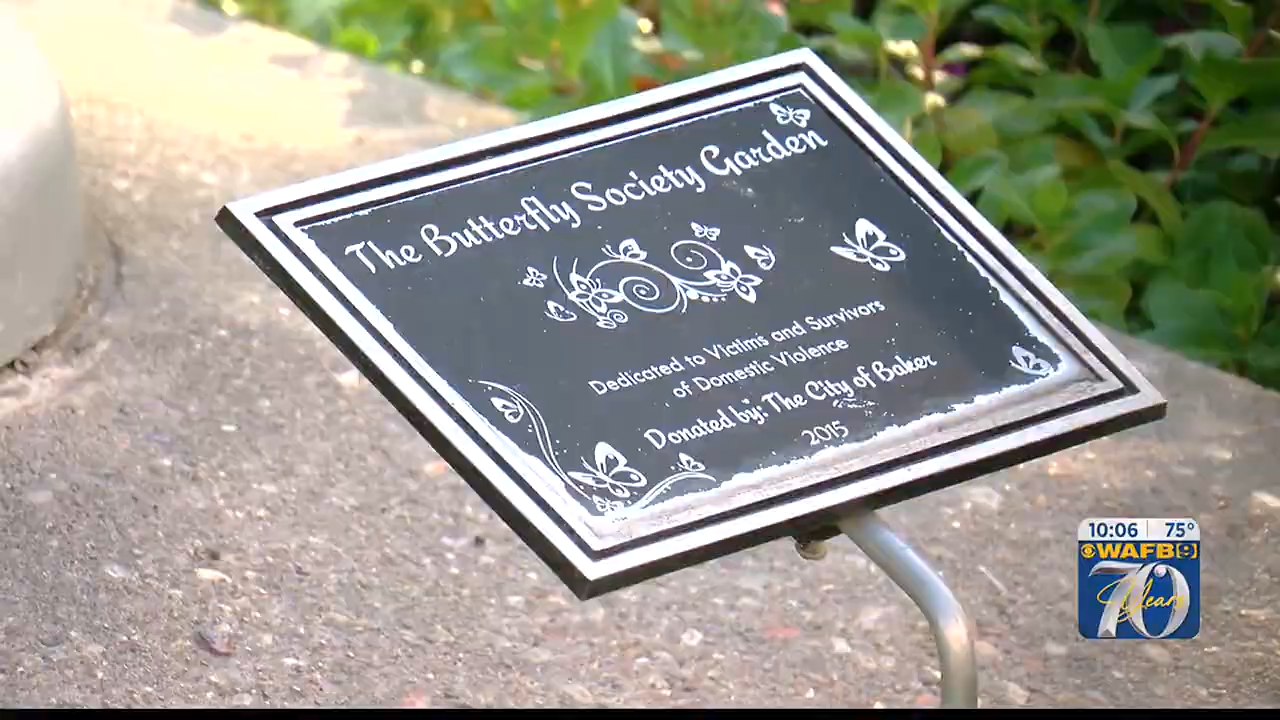 The Butterfly Society Garden
Dedicated to Victims and Survivors
of Domestic Violence
Donated by: The City of Baker
2015
10:06 75°
WAFB 9
70
Years